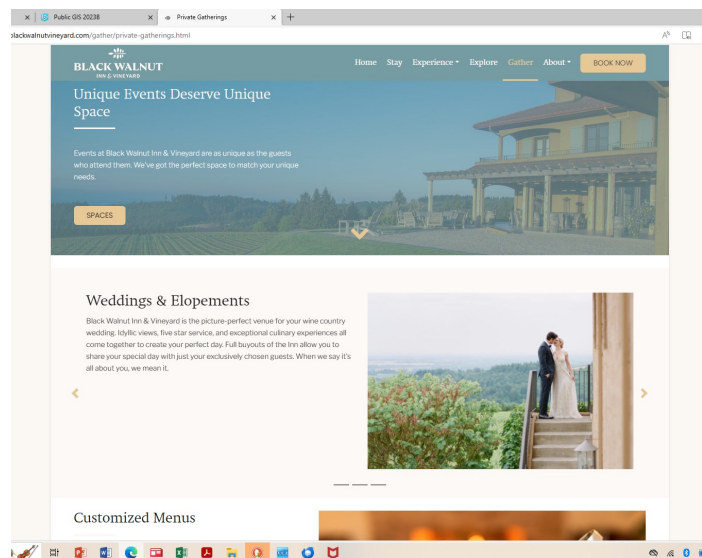 Public GIS 20238
Private Gatherings
blackwalnutvineyard.com/gather/private-gatherings.html
BLACK WALNUT
INN & VINEYARD
Home Stay Experience Explore Gather About BOOK NOW
Unique Events Deserve Unique
Space
Events at Black Walnut Inn & Vineyard are as unique as the guests
who attend them. We've got the perfect space to match your unique
needs.
SPACES
Weddings & Elopements
Black Walnut Inn & Vineyard is the picture-perfect venue for your wine country
wedding. Idyllic views, five star service, and exceptional culinary experiences all
come together to create your perfect day. Full buyouts of the Inn allow you to
share your special day with just your exclusively chosen guests. When we say it's
all about you, we mean it.
Customized Menus